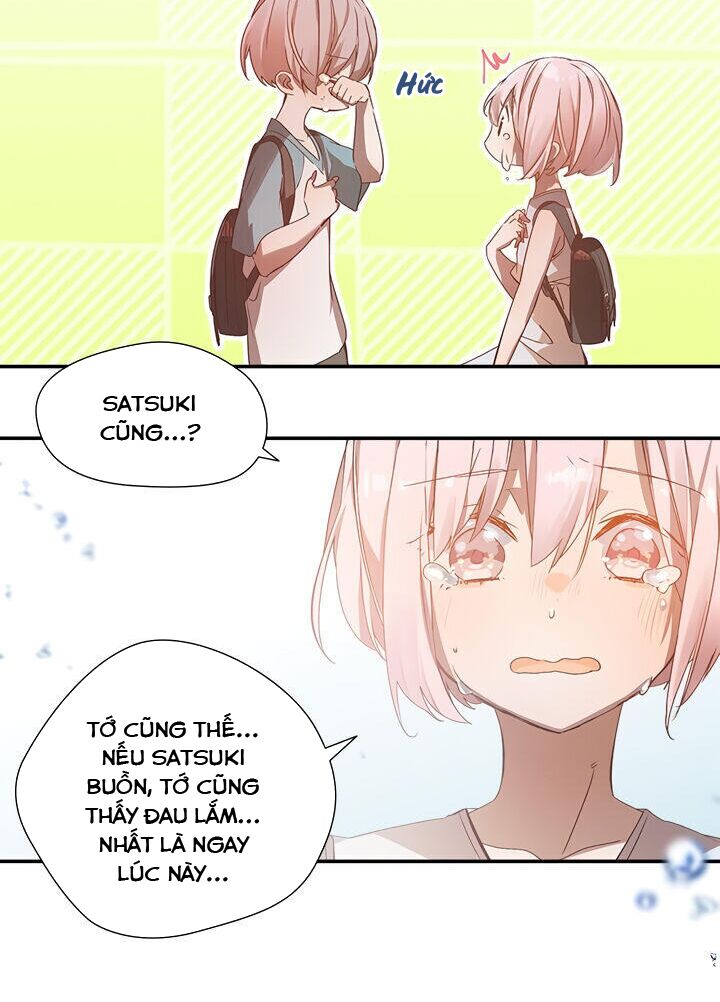 Hức
SATSUKI
CŨNG...?
TỚ CŨNG THẾ...
NẾU SATSUKI
BUỒN, TỚ CŨNG
THẤY ĐAU LẮM...
NHẤT LÀ NGAY
LÚC NÀY...